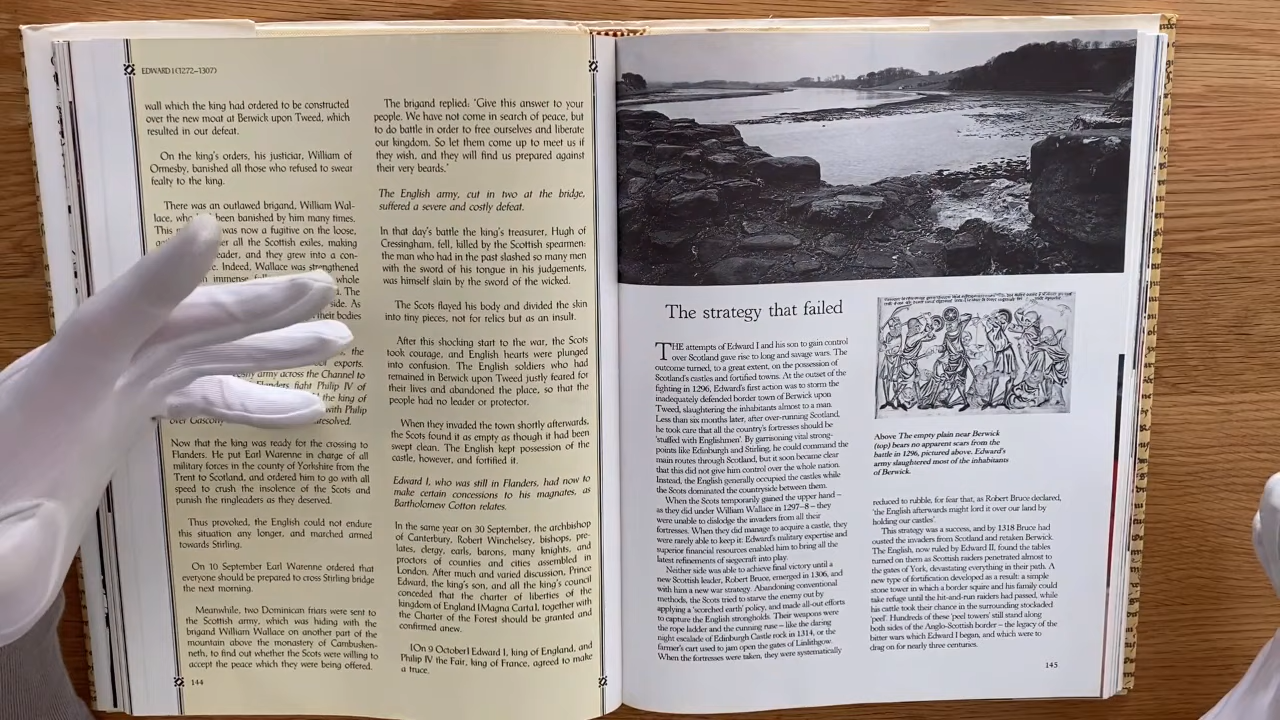 EDWARD I (1272–1307)
wall which the king had ordered to be constructed
over the new moat at Berwick upon Tweed, which
resulted in our defeat.
On the king's orders, his justiciar, William of
Ormesby, banished all those who refused to swear
fealty to the king.
There was an outlawed brigand, William Wal-
lace, who been banished by him many times.
This was now a fugitive on the loose,
all the Scottish exiles, making
leader, and they grew into a con-
Indeed, Wallace was strengthened
immense whole
The
side. As
their bodies
the
exports.
army across the Channel to
Flanders fight Philip IV of
the king of
with Philip
over Gascony resolved.
Now that the king was ready for the crossing to
Flanders. He put Earl Warenne in charge of all
military forces in the county of Yorkshire from the
Trent to Scotland, and ordered him to go with all
speed to crush the insolence of the Scots and
punish the ringleaders as they deserved.
Thus provoked, the English could not endure
this situation any longer, and marched armed
towards Stirling.
On 10 September Earl Warenne ordered that
everyone should be prepared to cross Stirling bridge
the next morning.
Meanwhile, two Dominican friars were sent to
the Scottish army, which was hiding with the
brigand William Wallace on another part of the
mountain above the monastery of Cambusken-
neth, to find out whether the Scots were willing to
accept the peace which they were being offered.
144
The brigand replied: 'Give this answer to your
people. We have not come in search of peace, but
to do battle in order to free ourselves and liberate
our kingdom. So let them come up to meet us if
they wish, and they will find us prepared against
their very beards.'
The English army, cut in two at the bridge,
suffered a severe and costly defeat.
In that day's battle the king's treasurer, Hugh of
Cressingham, fell, killed by the Scottish spearmen:
the man who had in the past slashed so many men
with the sword of his tongue in his judgements,
was himself slain by the sword of the wicked.
The Scots flayed his body and divided the skin
into tiny pieces, not for relics but as an insult.
After this shocking start to the war, the Scots
took courage, and English hearts were plunged
into confusion. The English soldiers who had
remained in Berwick upon Tweed justly feared for
their lives and abandoned the place, so that the
people had no leader or protector.
When they invaded the town shortly afterwards,
the Scots found it as empty as though it had been
swept clean. The English kept possession of the
castle, however, and fortified it.
Edward I, who was still in Flanders, had now to
make certain concessions to his magnates, as
Bartholomew Cotton relates.
In the same year on 30 September, the archbishop
of Canterbury, Robert Winchelsey, bishops, pre-
lates, clergy, earls, barons, many knights, and
proctors of counties and cities assembled in
London. After much and varied discussion, Prince
Edward, the king's son, and all the king's council
conceded that the charter of liberties of the
kingdom of England [Magna Carta], together with
the Charter of the Forest should be granted and
confirmed anew.
[On 9 October] Edward I, king of England, and
Philip IV the Fair, king of France, agreed to make
a truce.
The strategy that failed
THE attempts of Edward I and his son to gain control
over Scotland gave rise to long and savage wars. The
outcome turned, to a great extent, on the possession of
Scotland's castles and fortified towns. At the outset of the
fighting in 1296, Edward's first action was to storm the
inadequately defended border town of Berwick upon
Tweed, slaughtering the inhabitants almost to a man.
Less than six months later, after over-running Scotland,
he took care that all the country's fortresses should be
'stuffed with Englishmen'. By garrisoning vital strong-
points like Edinburgh and Stirling, he could command the
main routes through Scotland, but it soon became clear
that this did not give him control over the whole nation.
Instead, the English generally occupied the castles while
the Scots dominated the countryside between them.
When the Scots temporarily gained the upper hand –
as they did under William Wallace in 1297–8 – they
were unable to dislodge the invaders from all their
fortresses. When they did manage to acquire a castle, they
were rarely able to keep it: Edward's military expertise and
superior financial resources enabled him to bring all the
latest refinements of siegecraft into play.
Neither side was able to achieve final victory until a
new Scottish leader, Robert Bruce, emerged in 1306, and
with him a new war strategy. Abandoning conventional
methods, the Scots tried to starve the enemy out by
applying a 'scorched earth' policy, and made all-out efforts
to capture the English strongholds. Their weapons were
the rope ladder and the cunning ruse – like the daring
night escalade of Edinburgh Castle rock in 1314, or the
farmer's cart used to jam open the gates of Linlithgow.
When the fortresses were taken, they were systematically
Above The empty plain near Berwick
(top) bears no apparent scars from the
battle in 1296, pictured above. Edward's
army slaughtered most of the inhabitants
of Berwick.
reduced to rubble, for fear that, as Robert Bruce declared,
'the English afterwards might lord it over our land by
holding our castles'.
This strategy was a success, and by 1318 Bruce had
ousted the invaders from Scotland and retaken Berwick.
The English, now ruled by Edward II, found the tables
turned on them as Scottish raiders penetrated almost to
the gates of York, devastating everything in their path. A
new type of fortification developed as a result: a simple
stone tower in which a border squire and his family could
take refuge until the hit-and-run raiders had passed, while
his cattle took their chance in the surrounding stockaded
'peel'. Hundreds of these 'peel towers' still stand along
both sides of the Anglo-Scottish border – the legacy of the
bitter wars which Edward I began, and which were to
drag on for nearly three centuries.
145